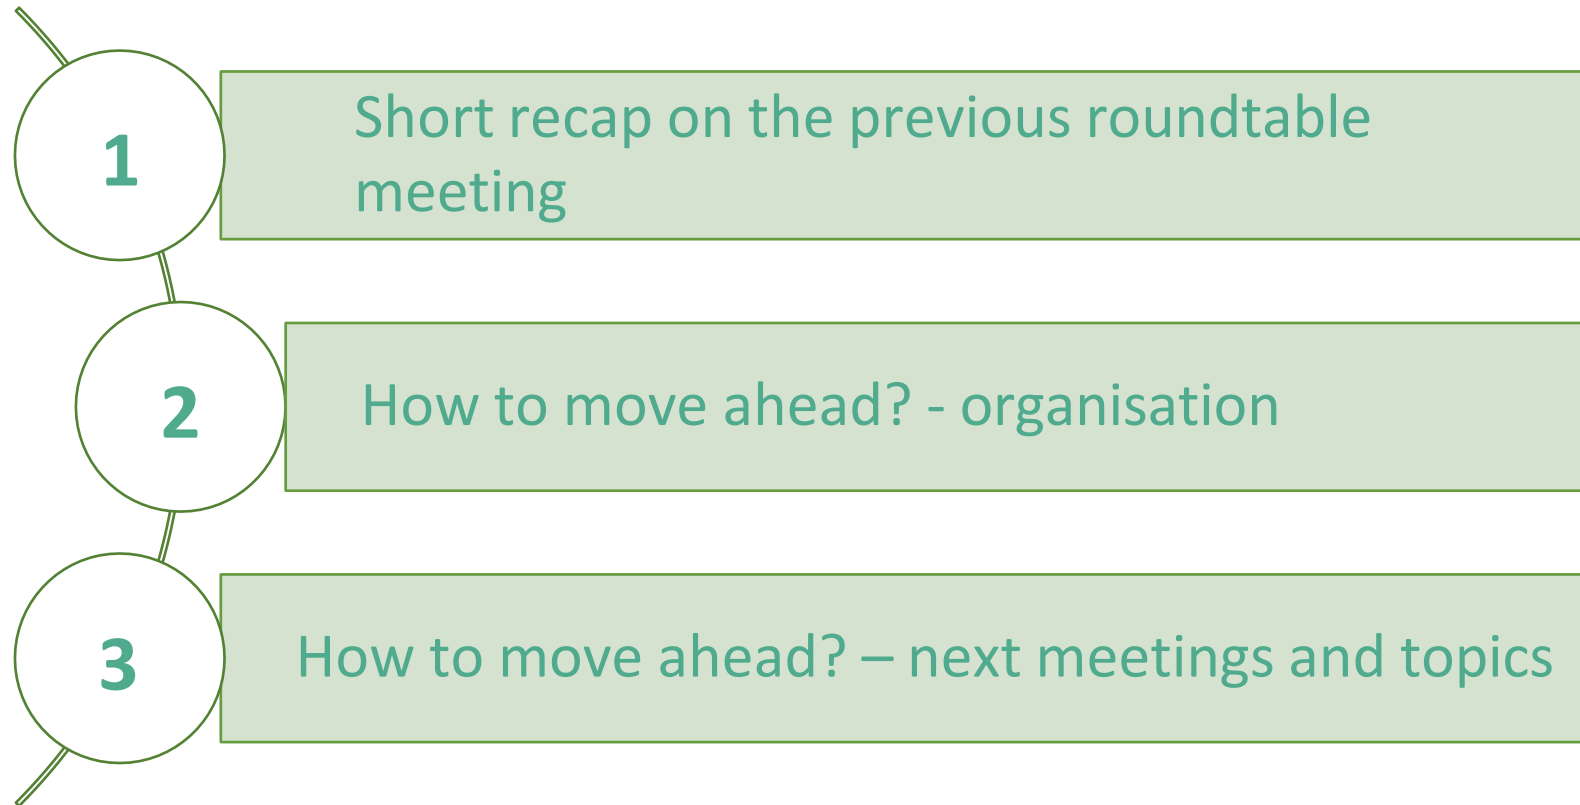 1
Short recap on the previous roundtable
meeting
2
How to move ahead? - organisation
3
How to move ahead? – next meetings and topics